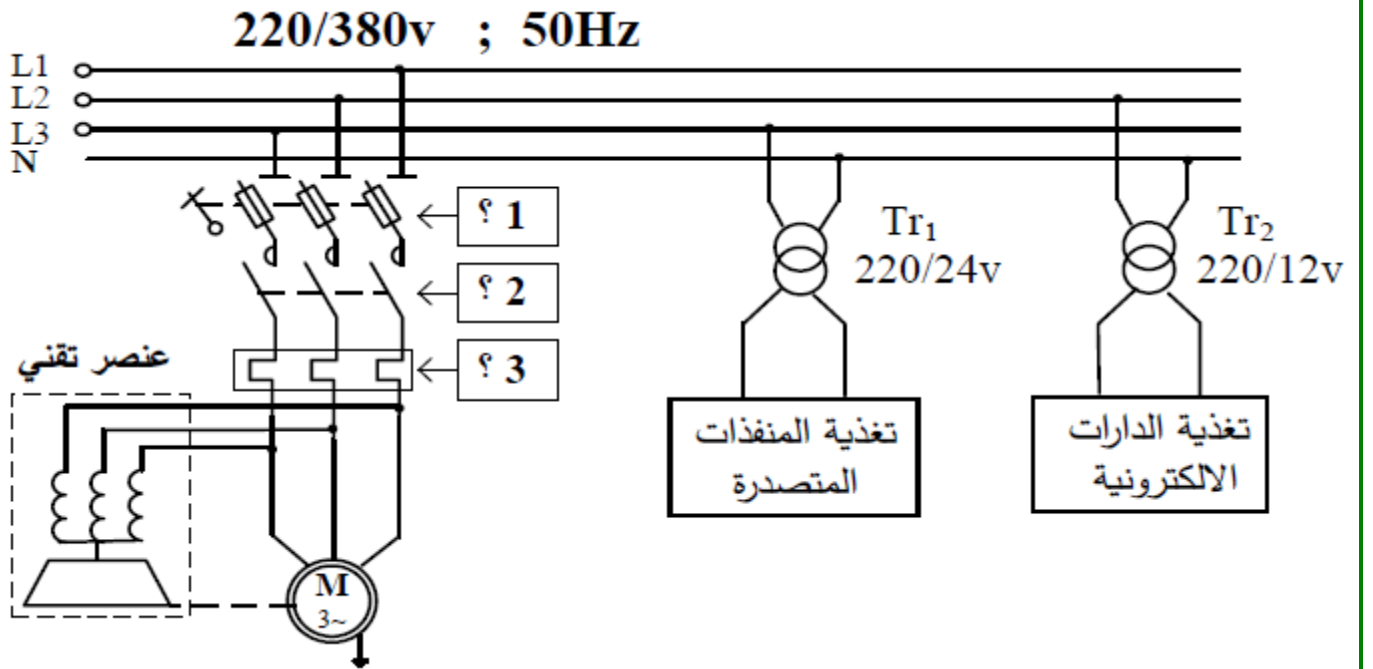 220/380v ; 50Hz
L1
L2
L3
N
؟ 1
؟ 2
؟ 3
Tr₁
220/24v
Tr₂
220/12v
عنصر تقني
تغذية المنفذات
المتصدرة
تغذية الدارات
الالكترونية
M
3~